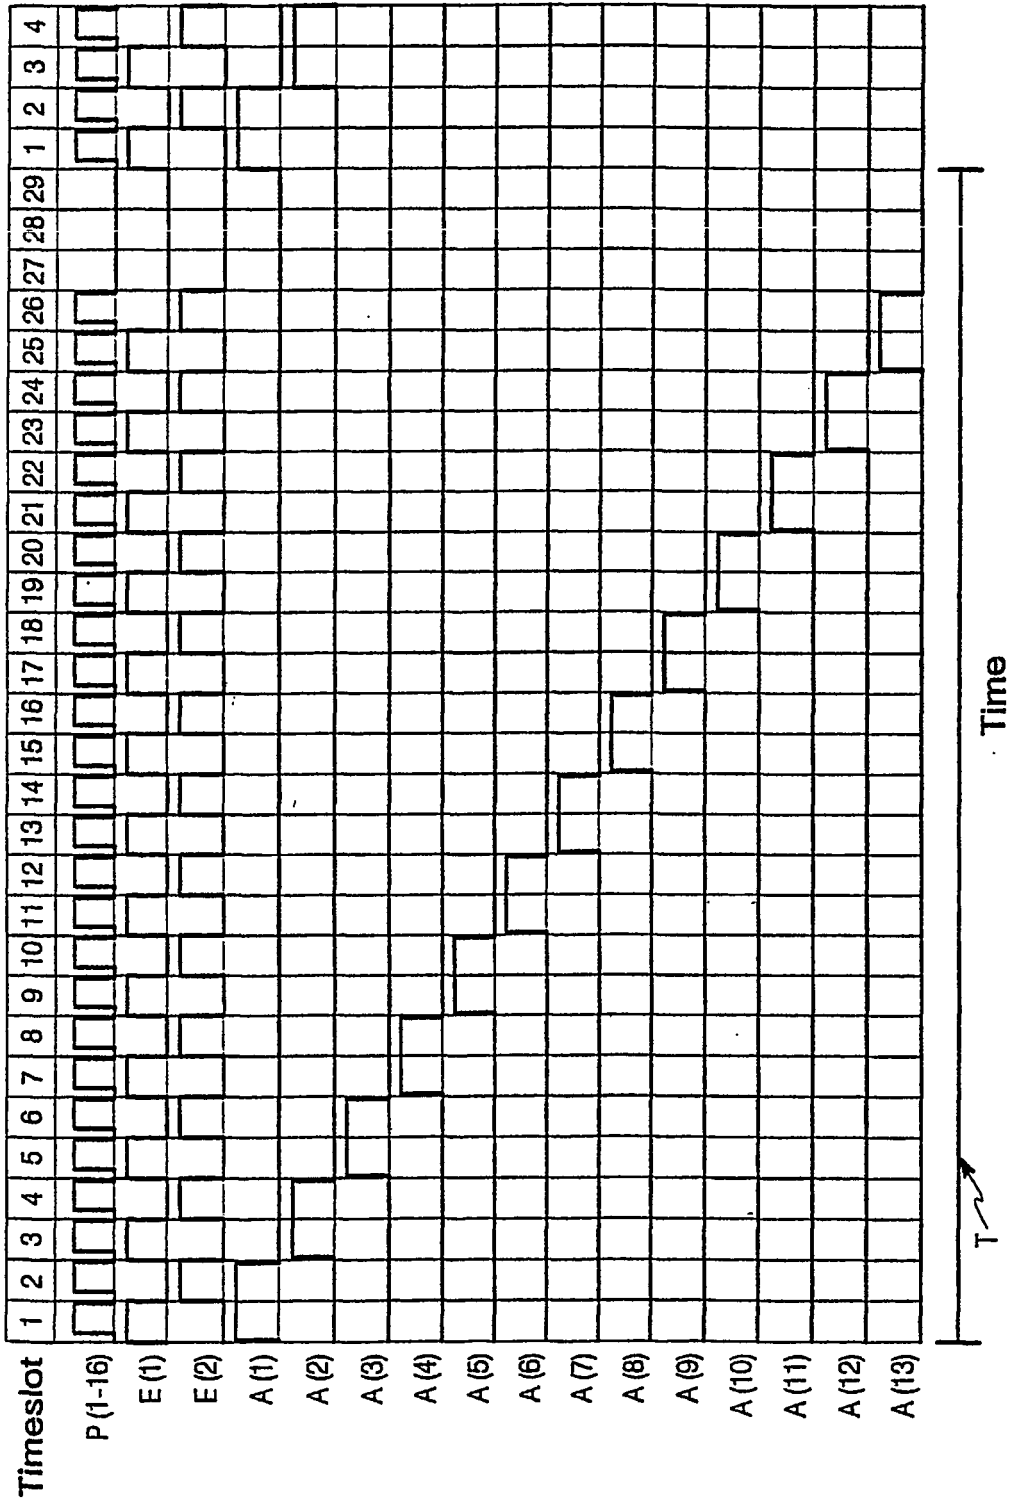 Timeslot 1 2 3 4 5 6 7 8 9 10 11 12 13 14 15 16 17 18 19 20 21 22 23 24 25 26 27 28 29 1 2 3 4
P (1-16)
E (1)
E (2)
A (1)
A (2)
A (3)
A (4)
A (5)
A (6)
A (7)
A (8)
A (9)
A (10)
A (11)
A (12)
A (13)
T
Time